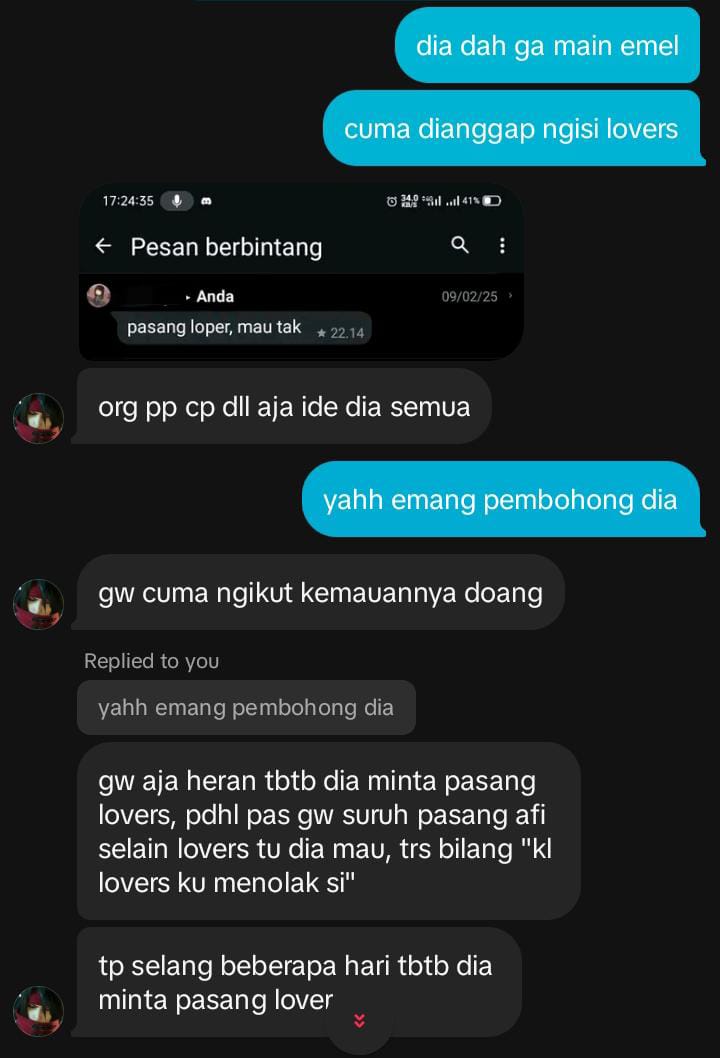 dia dah ga main emel
cuma dianggap ngisi lovers
17:24:35 34.0 KB/S 4G 41%
Pesan berbintang
Anda 09/02/25
pasang loper, mau tak ★ 22.14
org pp cp dll aja ide dia semua
yahh emang pembohong dia
gw cuma ngikut kemauannya doang
Replied to you
yahh emang pembohong dia
gw aja heran tbtb dia minta pasang
lovers, pdhl pas gw suruh pasang afi
selain lovers tu dia mau, trs bilang "kl
lovers ku menolak si"
tp selang beberapa hari tbtb dia
minta pasang lover